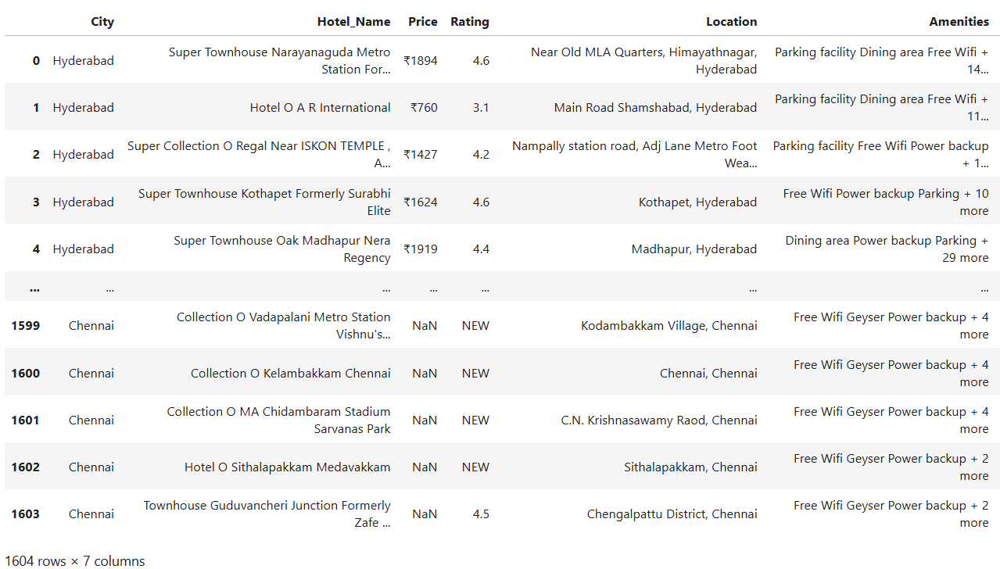 City Hotel_Name Price Rating Location Amenities
0 Hyderabad Super Townhouse Narayanaguda Metro Station For... ₹1894 4.6 Near Old MLA Quarters, Himayathnagar, Hyderabad Parking facility Dining area Free Wifi + 14...
1 Hyderabad Hotel O A R International ₹760 3.1 Main Road Shamshabad, Hyderabad Parking facility Dining area Free Wifi + 11...
2 Hyderabad Super Collection O Regal Near ISKON TEMPLE , A... ₹1427 4.2 Nampally station road, Adj Lane Metro Foot Wea... Parking facility Free Wifi Power backup + 1...
3 Hyderabad Super Townhouse Kothapet Formerly Surabhi Elite ₹1624 4.6 Kothapet, Hyderabad Free Wifi Power backup Parking + 10 more
4 Hyderabad Super Townhouse Oak Madhapur Nera Regency ₹1919 4.4 Madhapur, Hyderabad Dining area Power backup Parking + 29 more
... ... ... ... ... ... ...
1599 Chennai Collection O Vadapalani Metro Station Vishnu's... NaN NEW Kodambakkam Village, Chennai Free Wifi Geyser Power backup + 4 more
1600 Chennai Collection O Kelambakkam Chennai NaN NEW Chennai, Chennai Free Wifi Geyser Power backup + 4 more
1601 Chennai Collection O MA Chidambaram Stadium Sarvanas Park NaN NEW C.N. Krishnasawamy Raod, Chennai Free Wifi Geyser Power backup + 4 more
1602 Chennai Hotel O Sithalapakkam Medavakkam NaN NEW Sithalapakkam, Chennai Free Wifi Geyser Power backup + 2 more
1603 Chennai Townhouse Guduvancheri Junction Formerly Zafe ... NaN 4.5 Chengalpattu District, Chennai Free Wifi Geyser Power backup + 2 more
1604 rows × 7 columns